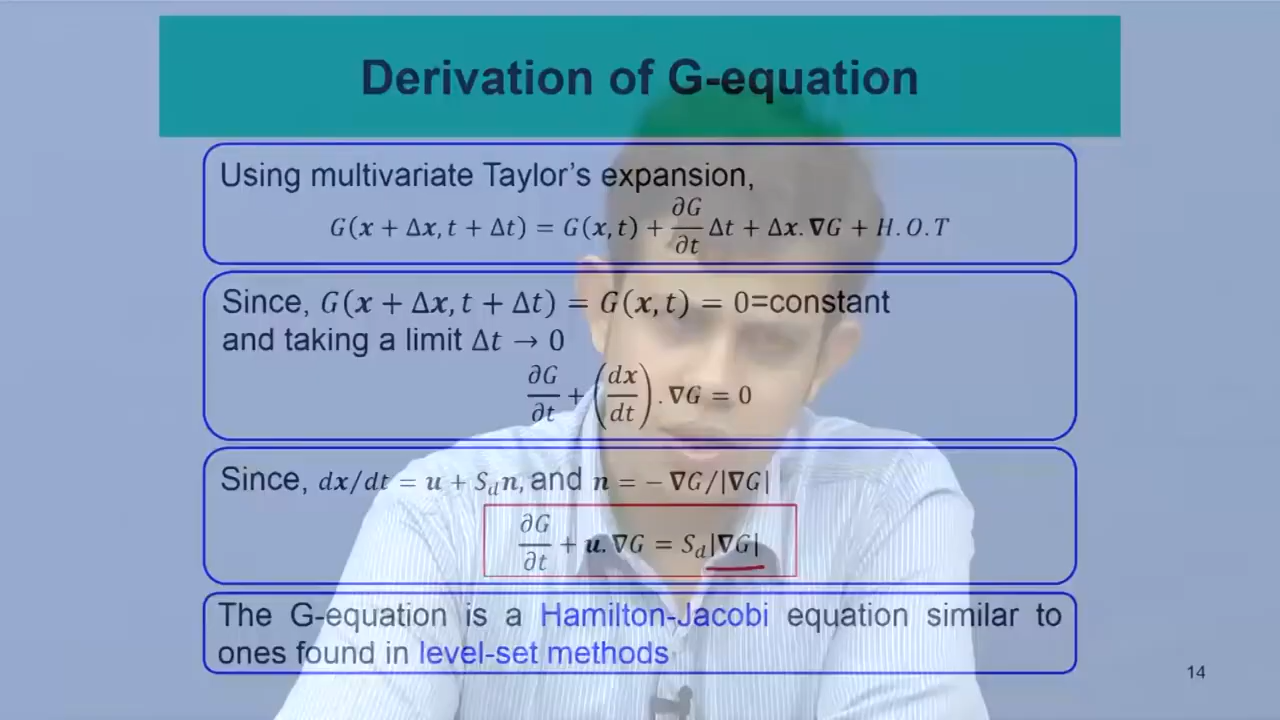 Derivation of G-equation
Using multivariate Taylor's expansion,
G(x + Δx, t + Δt) = G(x, t) + ∂G/∂t Δt + Δx. ∇G + H.O.T
Since, G(x + Δx, t + Δt) = G(x, t) = 0=constant
and taking a limit Δt → 0
∂G/∂t + (dx/dt). ∇G = 0
Since, dx/dt = u + S_d n, and n = − ∇G/|∇G|
∂G/∂t + u. ∇G = S_d|∇G|
The G-equation is a Hamilton-Jacobi equation similar to
ones found in level-set methods
14